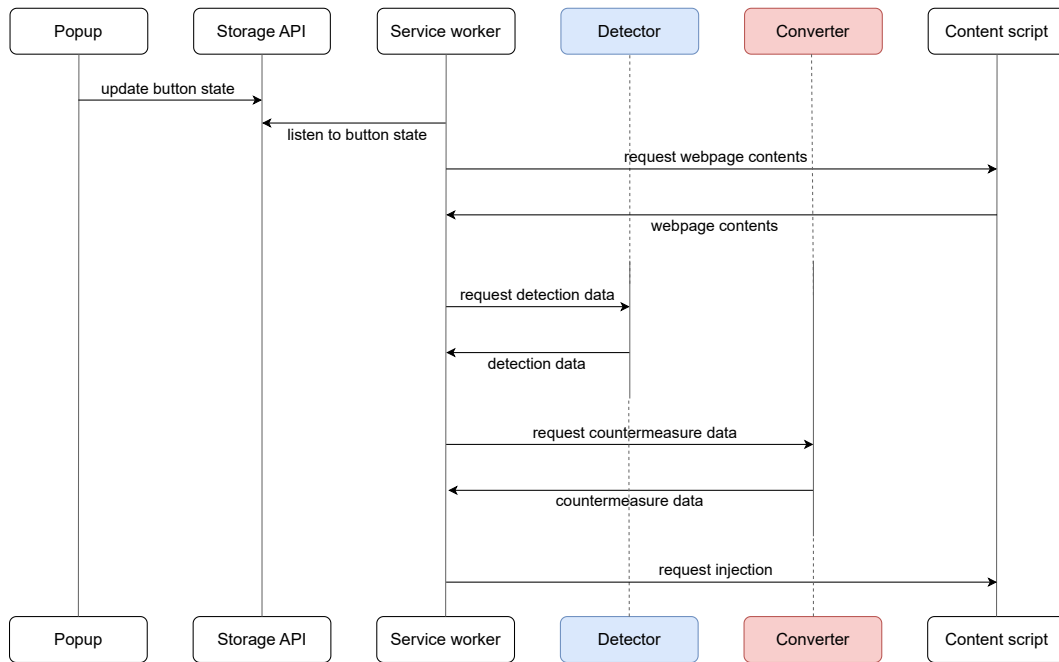 Popup
Storage API
Service worker
Detector
Converter
Content script
update button state
listen to button state
request webpage contents
webpage contents
request detection data
detection data
request countermeasure data
countermeasure data
request injection
Popup
Storage API
Service worker
Detector
Converter
Content script